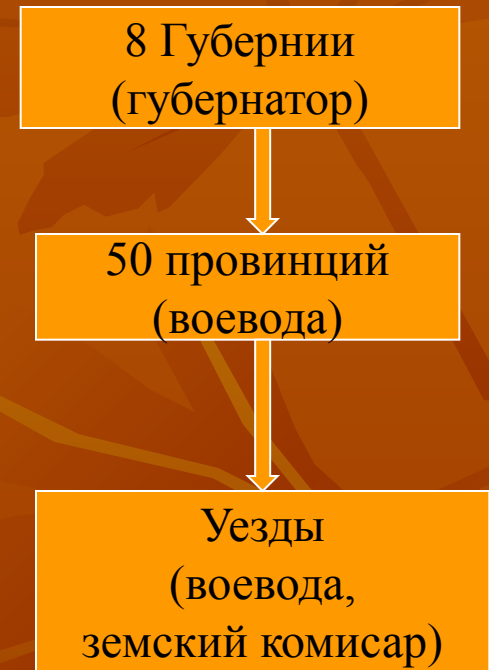 8 Губернии
(губернатор)
50 провинций
(воевода)
Уезды
(воевода,
земский комисар)